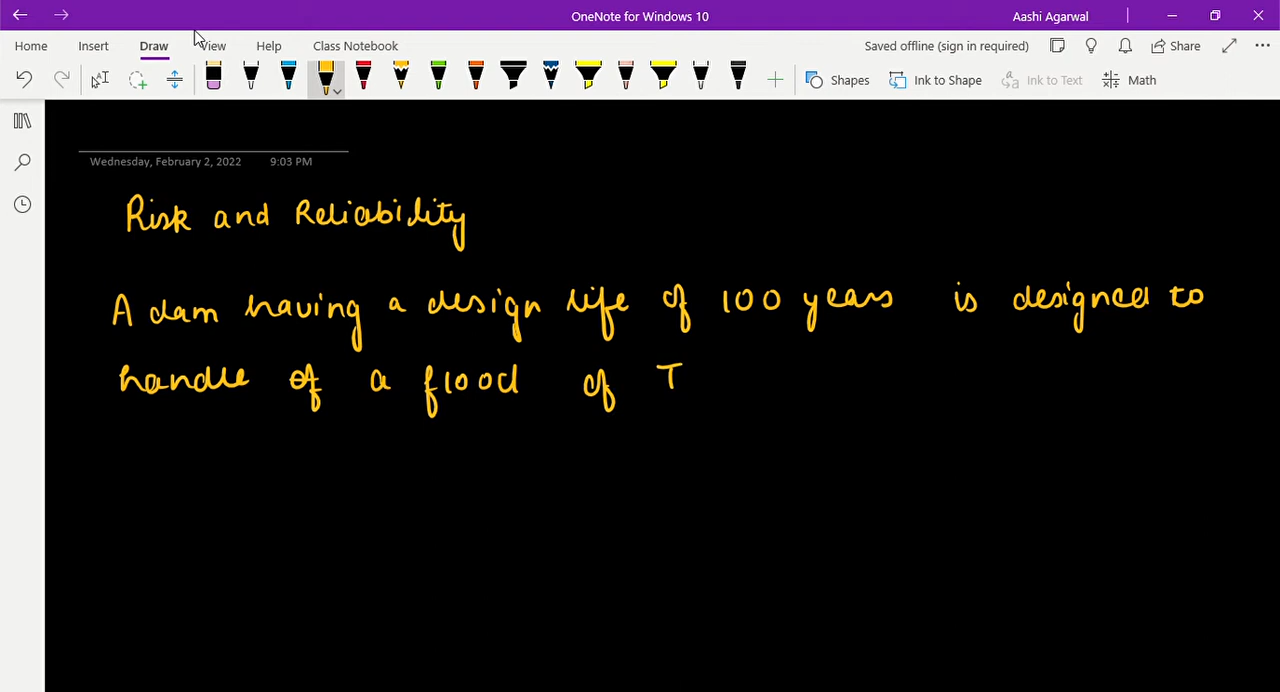 OneNote for Windows 10
Aashi Agarwal
Home Insert Draw View Help Class Notebook
Saved offline (sign in required) Share
Shapes Ink to Shape Ink to Text Math
Wednesday, February 2, 2022 9:03 PM
Risk and Reliability
A dam having a design life of 100 years is designed to
handle of a flood of T